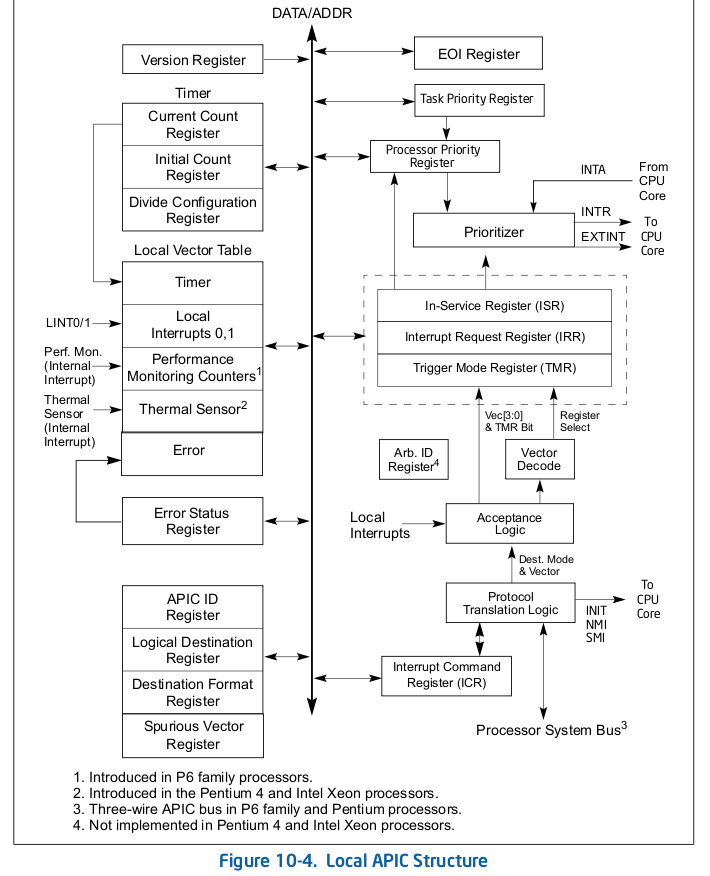 DATA/ADDR
Version Register
EOI Register
Timer
Current Count
Register
Initial Count
Register
Divide Configuration
Register
Task Priority Register
Processor Priority
Register
INTA
From
CPU
Core
Prioritizer
INTR
EXTINT
To
CPU
Core
Local Vector Table
Timer
LINT0/1
Local
Interrupts 0,1
Perf. Mon.
(Internal
Interrupt)
Performance
Monitoring Counters1
Thermal
Sensor
(Internal
Interrupt)
Thermal Sensor2
Error
Error Status
Register
In-Service Register (ISR)
Interrupt Request Register (IRR)
Trigger Mode Register (TMR)
Vec[3:0]
& TMR Bit
Register
Select
Arb. ID
Register4
Vector
Decode
Local
Interrupts
Acceptance
Logic
Dest. Mode
& Vector
Protocol
Translation Logic
INIT
NMI
SMI
To
CPU
Core
APIC ID
Register
Logical Destination
Register
Destination Format
Register
Spurious Vector
Register
Interrupt Command
Register (ICR)
Processor System Bus3
1. Introduced in P6 family processors.
2. Introduced in the Pentium 4 and Intel Xeon processors.
3. Three-wire APIC bus in P6 family and Pentium processors.
4. Not implemented in Pentium 4 and Intel Xeon processors.
Figure 10-4. Local APIC Structure